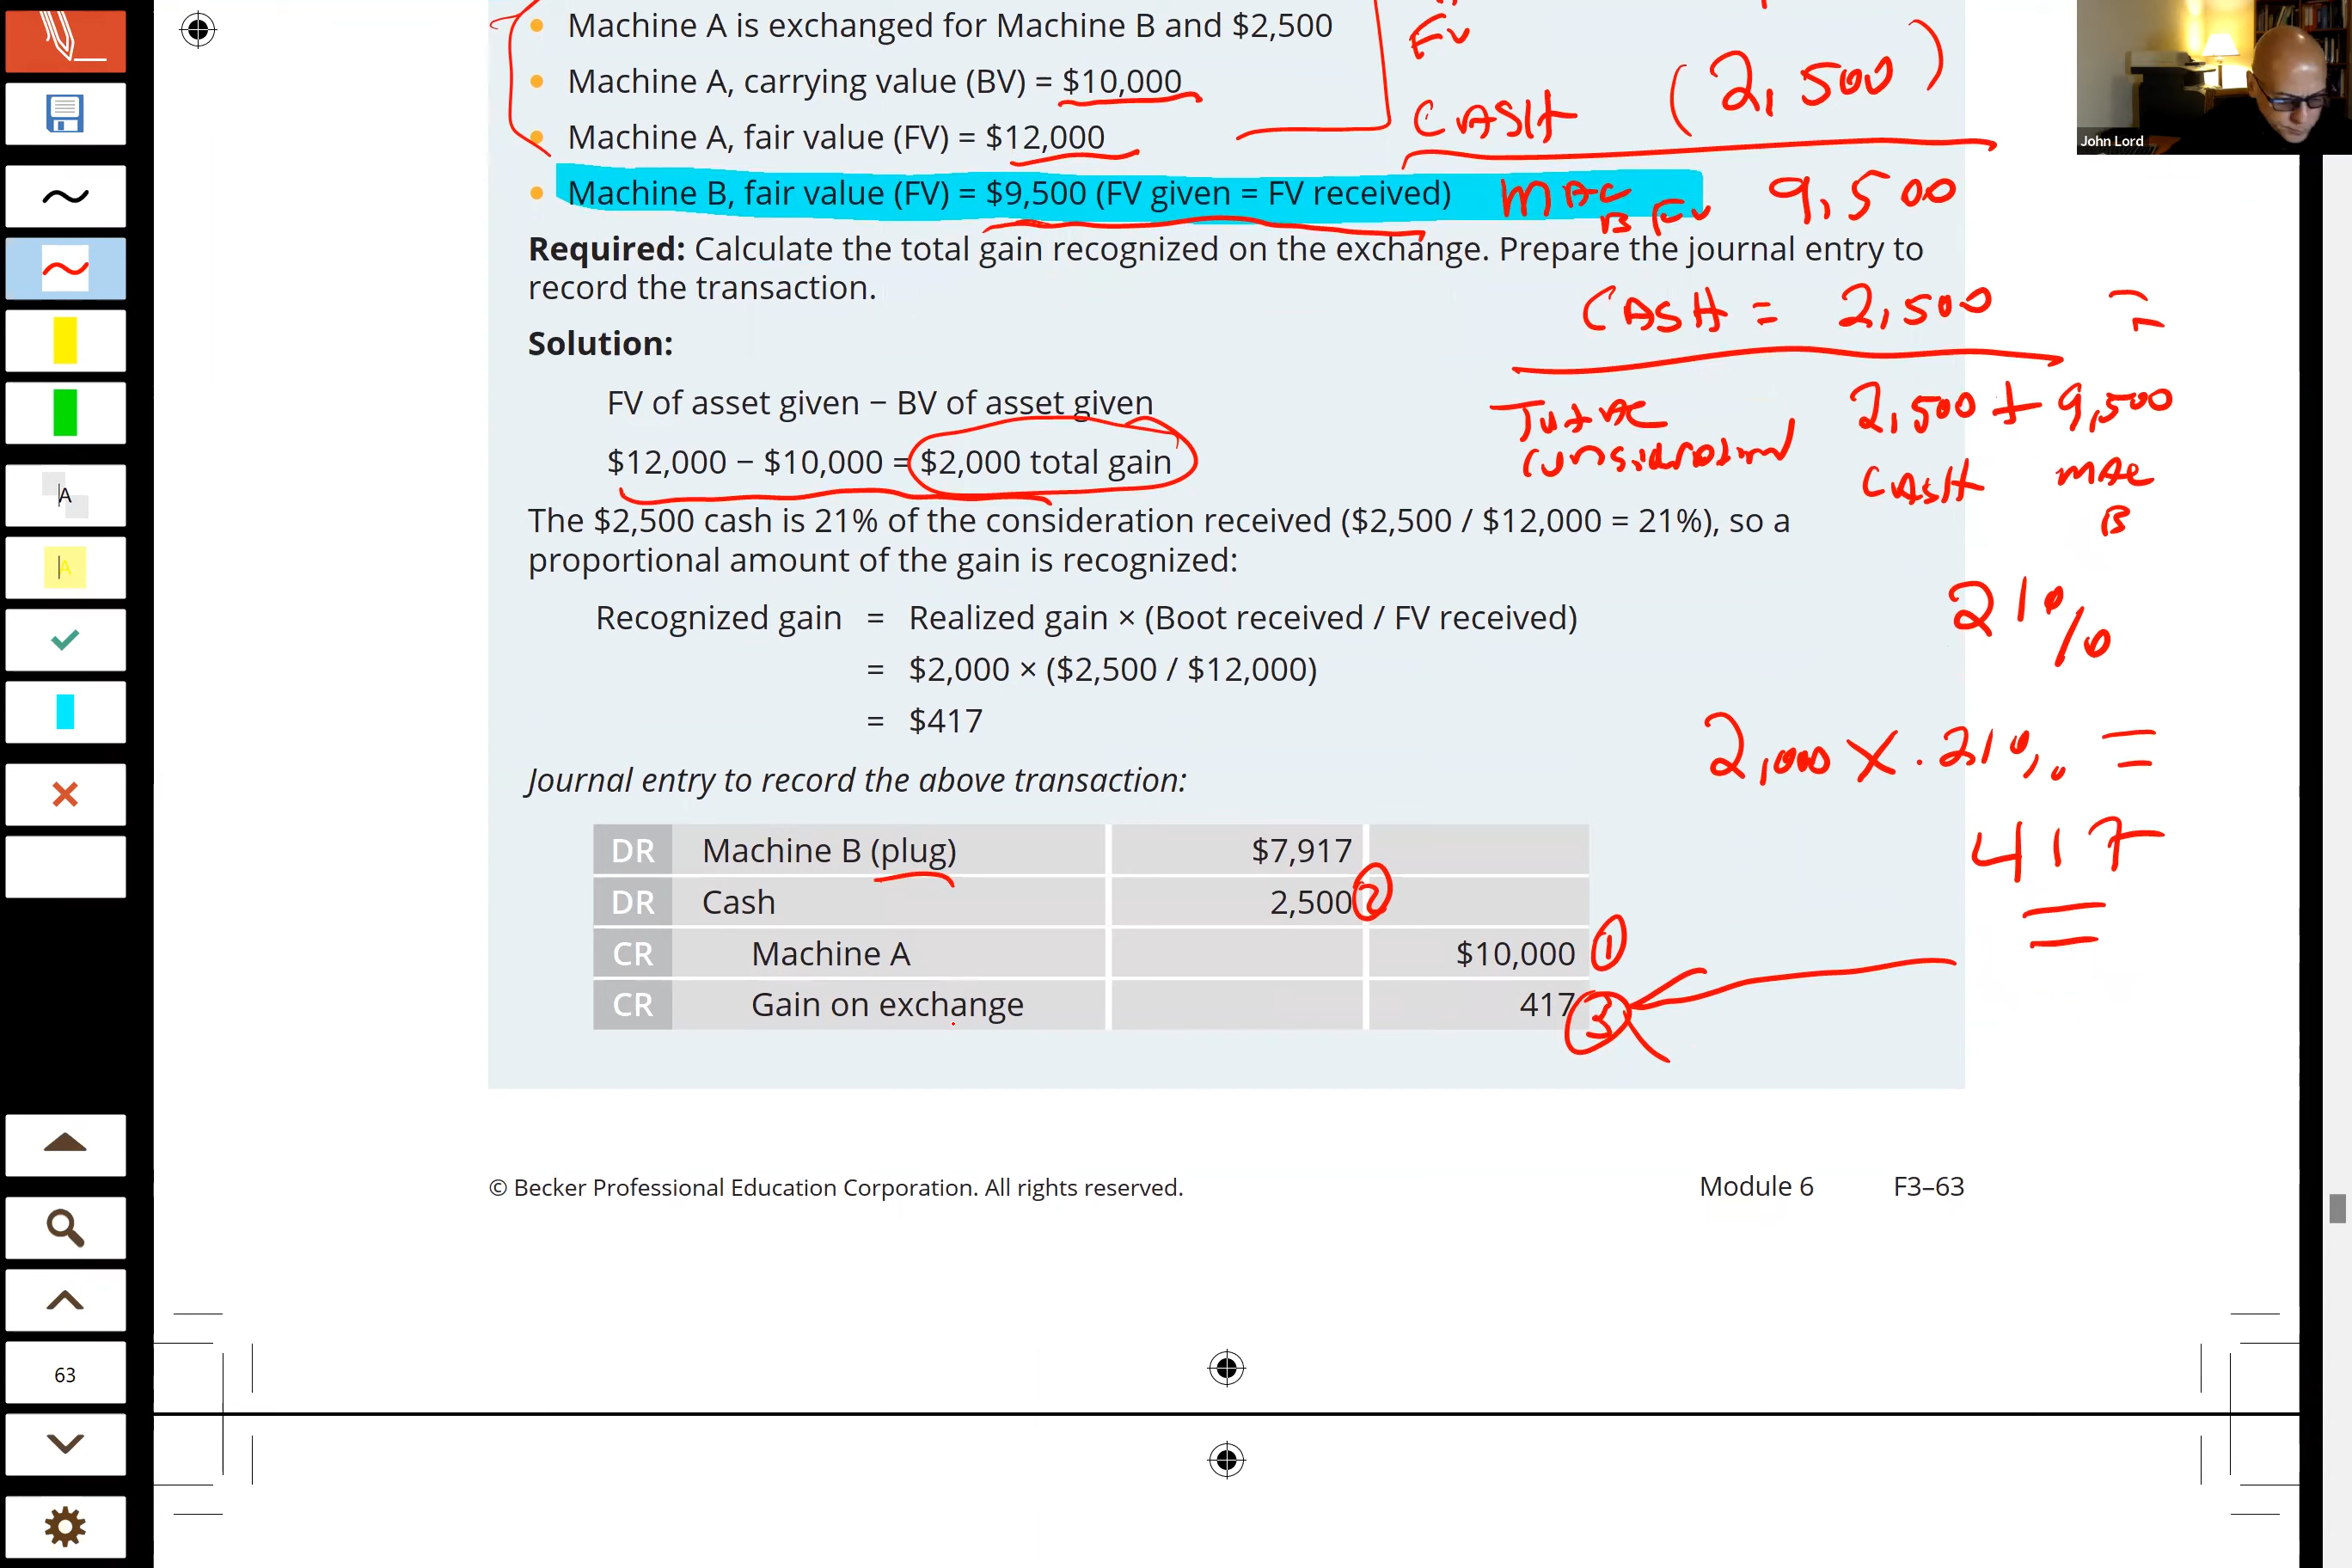 Machine A is exchanged for Machine B and $2,500
FV
Machine A, carrying value (BV) = $10,000
CASH (2,500)
Machine A, fair value (FV) = $12,000
John Lord
Machine B, fair value (FV) = $9,500 (FV given = FV received) MAC B FV 9,500
Required: Calculate the total gain recognized on the exchange. Prepare the journal entry to
record the transaction.
CASH = 2,500 =
Solution:
FV of asset given − BV of asset given
2,500 + 9,500
consideration
CASH MAC
B
$12,000 − $10,000 = $2,000 total gain
The $2,500 cash is 21% of the consideration received ($2,500 / $12,000 = 21%), so a
proportional amount of the gain is recognized:
21%
Recognized gain = Realized gain × (Boot received / FV received)
= $2,000 × ($2,500 / $12,000)
= $417
2,000 X .21% =
417
Journal entry to record the above transaction:
DR Machine B (plug) $7,917
DR Cash 2,500 2
CR Machine A $10,000 1
CR Gain on exchange 417 3
© Becker Professional Education Corporation. All rights reserved. Module 6 F3–63
A
A
63